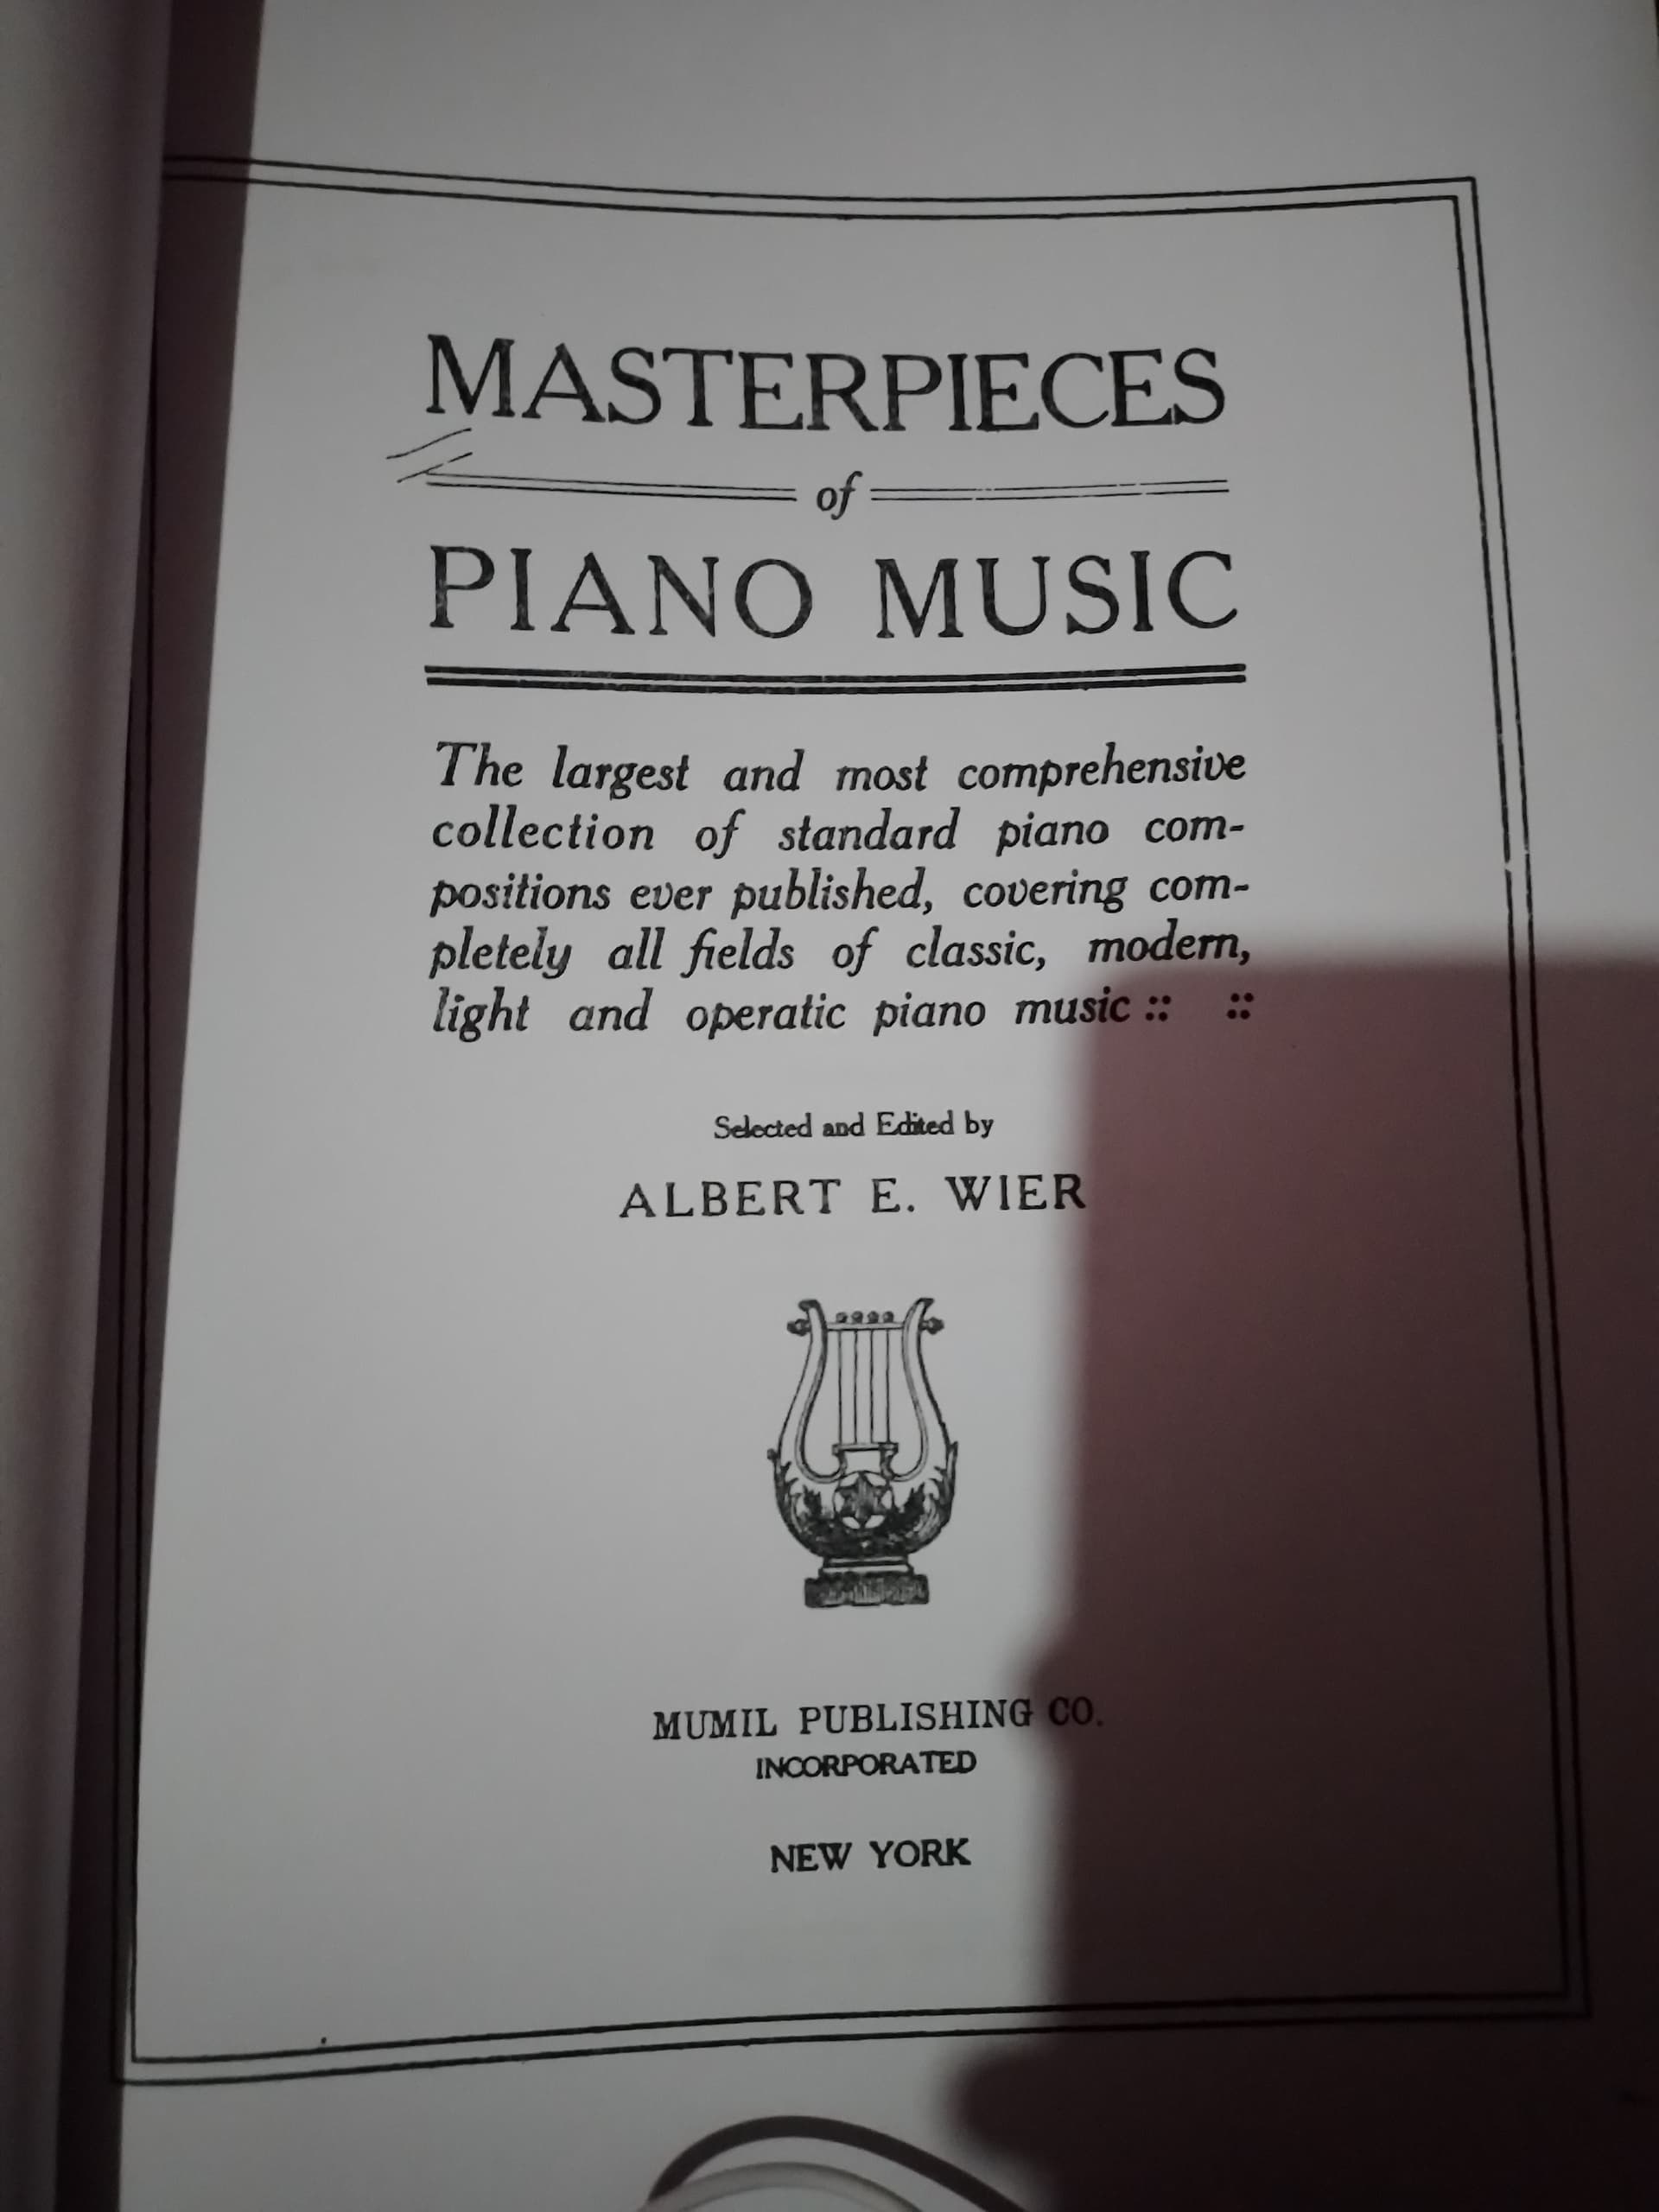 MASTERPIECES
of
PIANO MUSIC
The largest and most comprehensive
collection of standard piano com-
positions ever published, covering com-
pletely all fields of classic, modern,
light and operatic piano music :: ::
Selected and Edited by
ALBERT E. WIER
MUMIL PUBLISHING CO.
INCORPORATED
NEW YORK